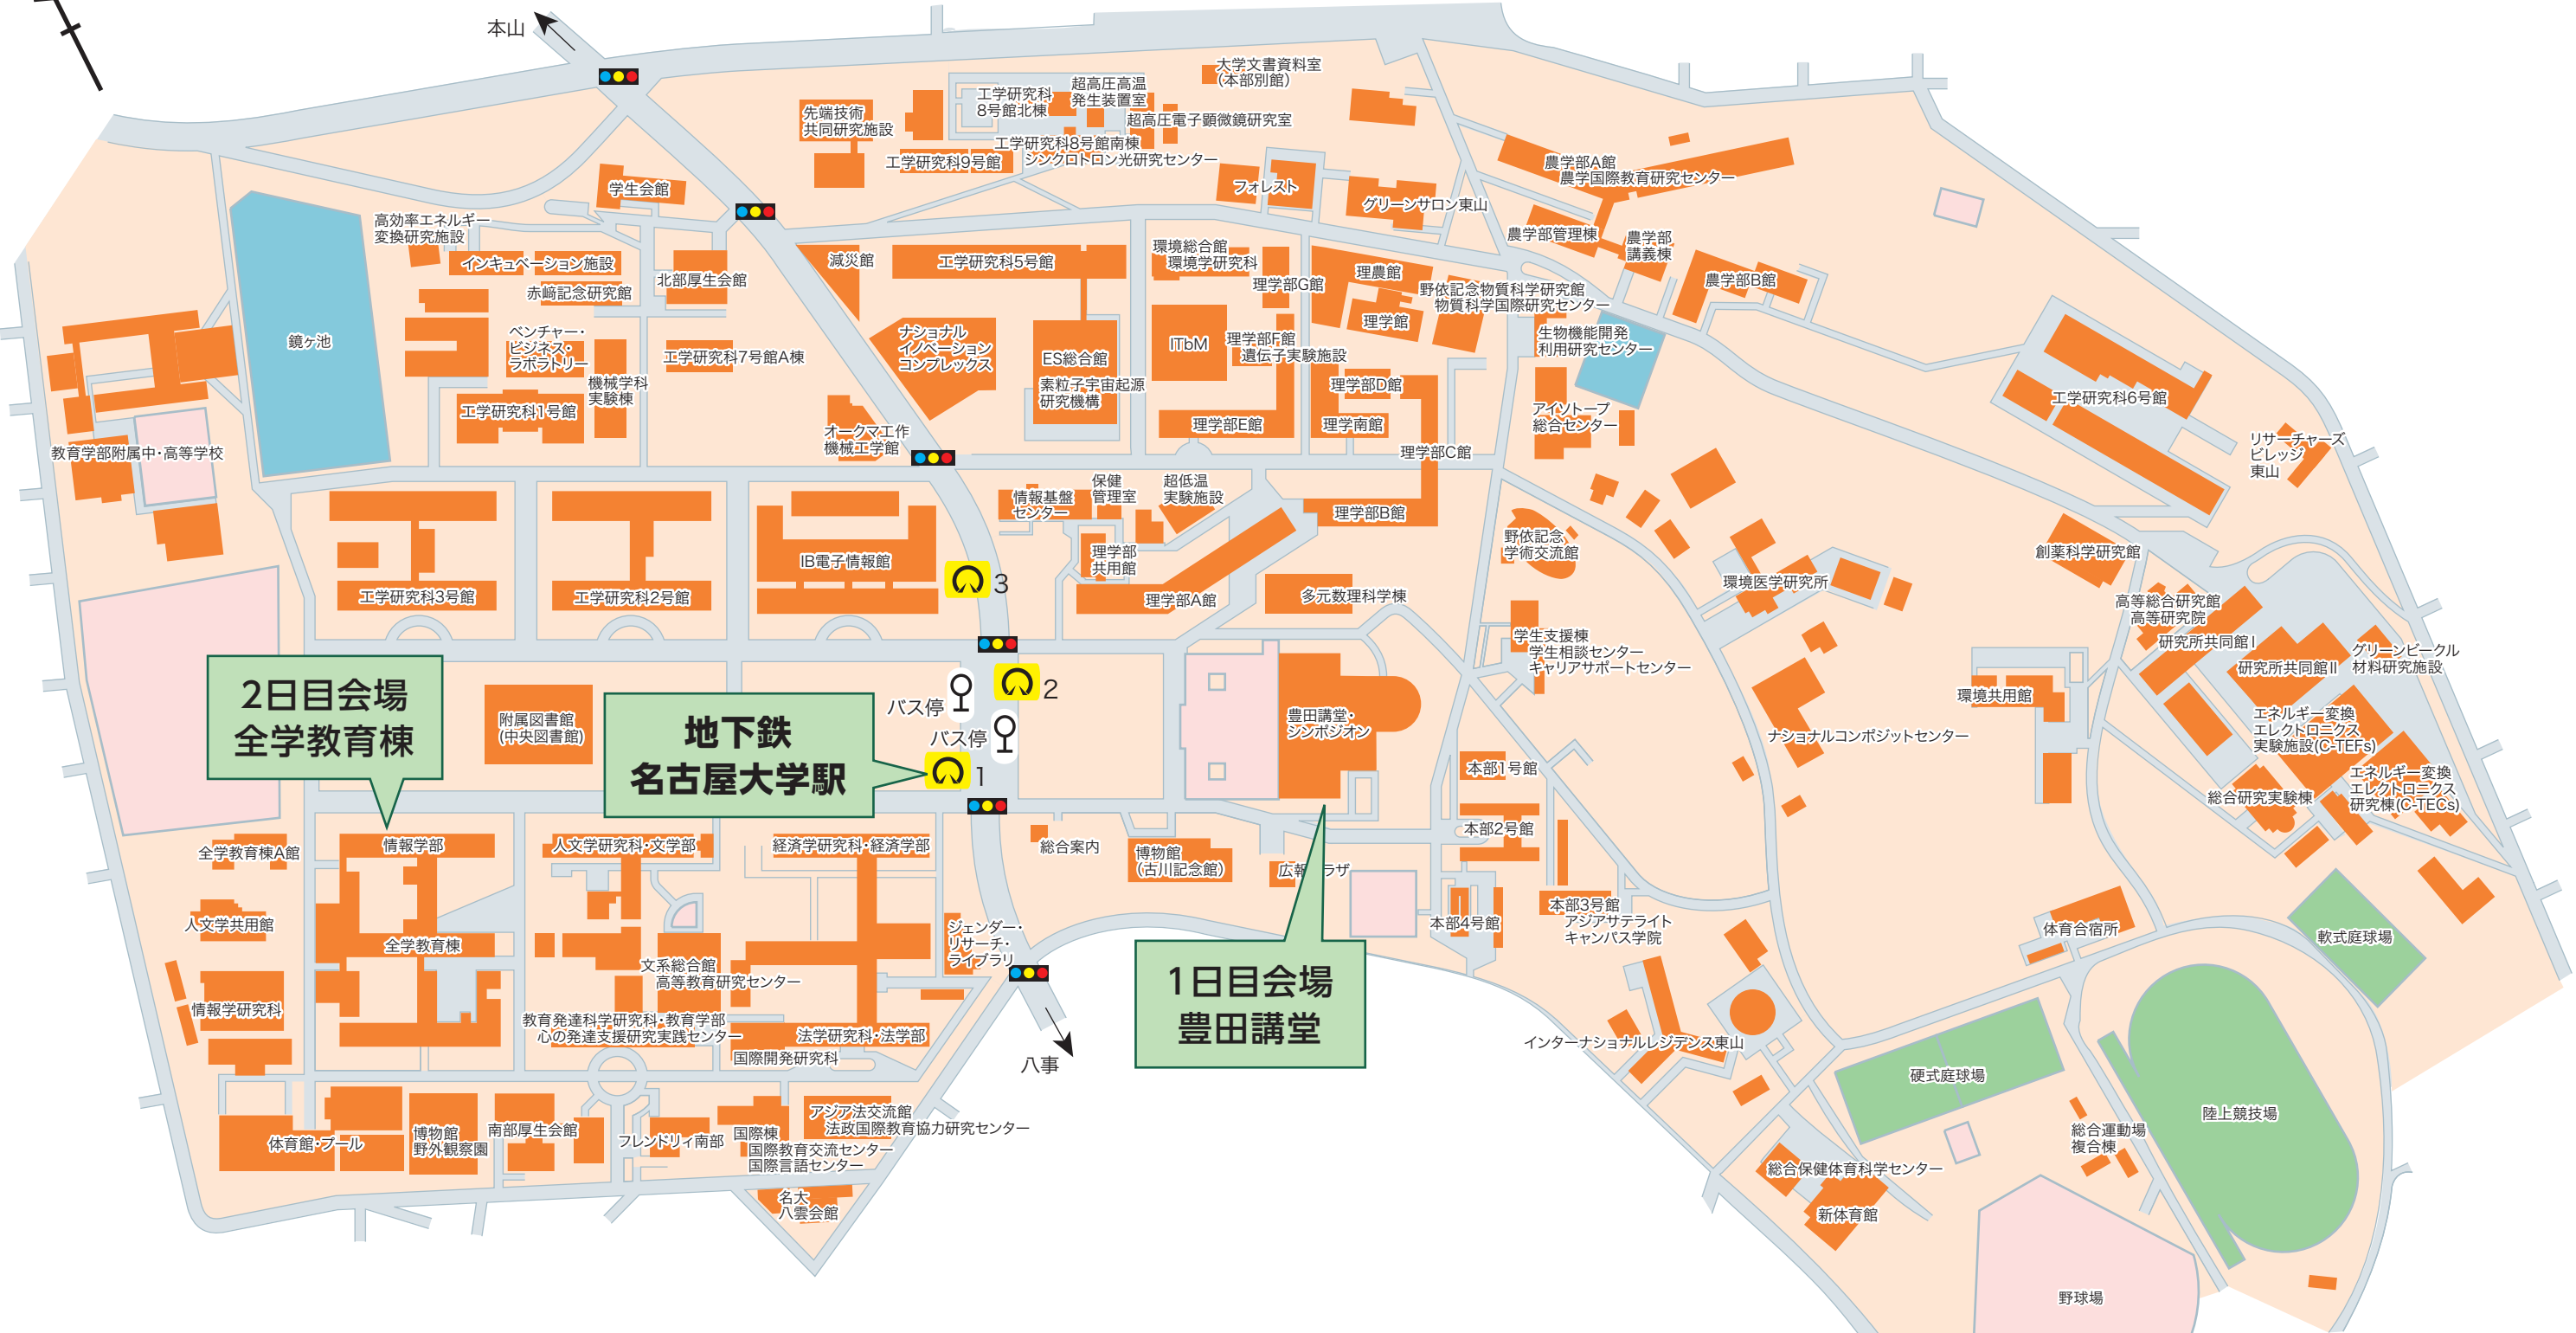 本山
大学文書資料室
(本部別館)
超高圧高温
発生装置室
工学研究科
8号館北棟
先端技術
共同研究施設
超高圧電子顕微鏡研究室
工学研究科8号館南棟
シンクロトロン光研究センター
工学研究科9号館
農学部A館
農学国際教育研究センター
学生会館
フォレスト
グリーンサロン東山
高効率エネルギー
変換研究施設
農学部管理棟
農学部
講義棟
インキュベーション施設
北部厚生会館
減災館
工学研究科5号館
環境総合館
環境学研究科
理学部G館
理農館
農学部B館
赤﨑記念研究館
野依記念物質科学研究館
物質科学国際研究センター
鏡ヶ池
ベンチャー・
ビジネス・
ラボラトリー
ナショナル
イノベーション
コンプレックス
ITbM
理学部F館
遺伝子実験施設
理学館
生物機能開発
利用研究センター
工学研究科7号館A棟
ES総合館
素粒子宇宙起源
研究機構
機械学科
実験棟
理学部D館
工学研究科6号館
工学研究科1号館
オークマ工作
機械工学館
理学部E館
理学南館
アイソトープ
総合センター
教育学部附属中・高等学校
理学部C館
リサーチャーズ
ビレッジ
東山
情報基盤
センター
保健
管理室
超低温
実験施設
理学部B館
野依記念
学術交流館
IB電子情報館
理学部
共用館
創薬科学研究館
環境医学研究所
3
工学研究科3号館
工学研究科2号館
理学部A館
多元数理科学棟
高等総合研究館
高等研究院
学生支援棟
学生相談センター
キャリアサポートセンター
研究所共同館I
研究所共同館II
グリーンビークル
材料研究施設
2日目会場
全学教育棟
地下鉄
名古屋大学駅
附属図書館
(中央図書館)
バス停
2
バス停
1
豊田講堂・
シンポジオン
環境共用館
ナショナルコンポジットセンター
エネルギー変換
エレクトロニクス
実験施設(C-TEFs)
エネルギー変換
エレクトロニクス
研究棟(C-TECs)
総合研究実験棟
本部1号館
本部2号館
全学教育棟A館
情報学部
人文学研究科・文学部
経済学研究科・経済学部
総合案内
博物館
(古川記念館)
広報
ラザ
人文学共用館
全学教育棟
ジェンダー・
リサーチ・
ライブラリ
本部4号館
本部3号館
アジアサテライト
キャンパス学院
体育合宿所
軟式庭球場
文系総合館
高等教育研究センター
1日目会場
豊田講堂
情報学研究科
教育発達科学研究科・教育学部
心の発達支援研究実践センター
法学研究科・法学部
国際開発研究科
八事
インターナショナルレジデンス東山
硬式庭球場
陸上競技場
体育館・プール
博物館
野外観察園
南部厚生会館
フレンドリィ南部
国際棟
国際教育交流センター
国際言語センター
アジア法交流館
法政国際教育協力研究センター
総合運動場
複合棟
名大
八雲会館
総合保健体育科学センター
新体育館
野球場